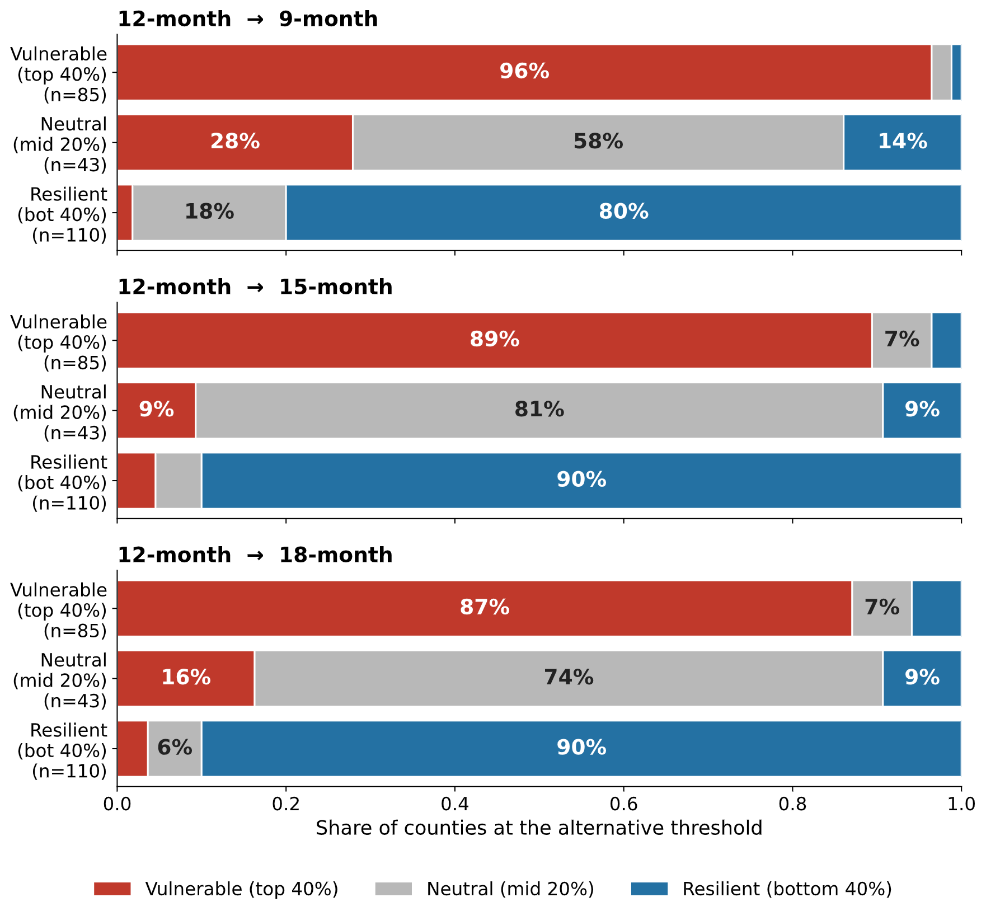 12-month → 9-month
Vulnerable
(top 40%)
(n=85)
96%
Neutral
(mid 20%)
(n=43)
28%
58%
14%
Resilient
(bot 40%)
(n=110)
18%
80%
12-month → 15-month
Vulnerable
(top 40%)
(n=85)
89%
7%
Neutral
(mid 20%)
(n=43)
9%
81%
9%
Resilient
(bot 40%)
(n=110)
90%
12-month → 18-month
Vulnerable
(top 40%)
(n=85)
87%
7%
Neutral
(mid 20%)
(n=43)
16%
74%
9%
Resilient
(bot 40%)
(n=110)
6%
90%
0.0 0.2 0.4 0.6 0.8 1.0
Share of counties at the alternative threshold
Vulnerable (top 40%) Neutral (mid 20%) Resilient (bottom 40%)